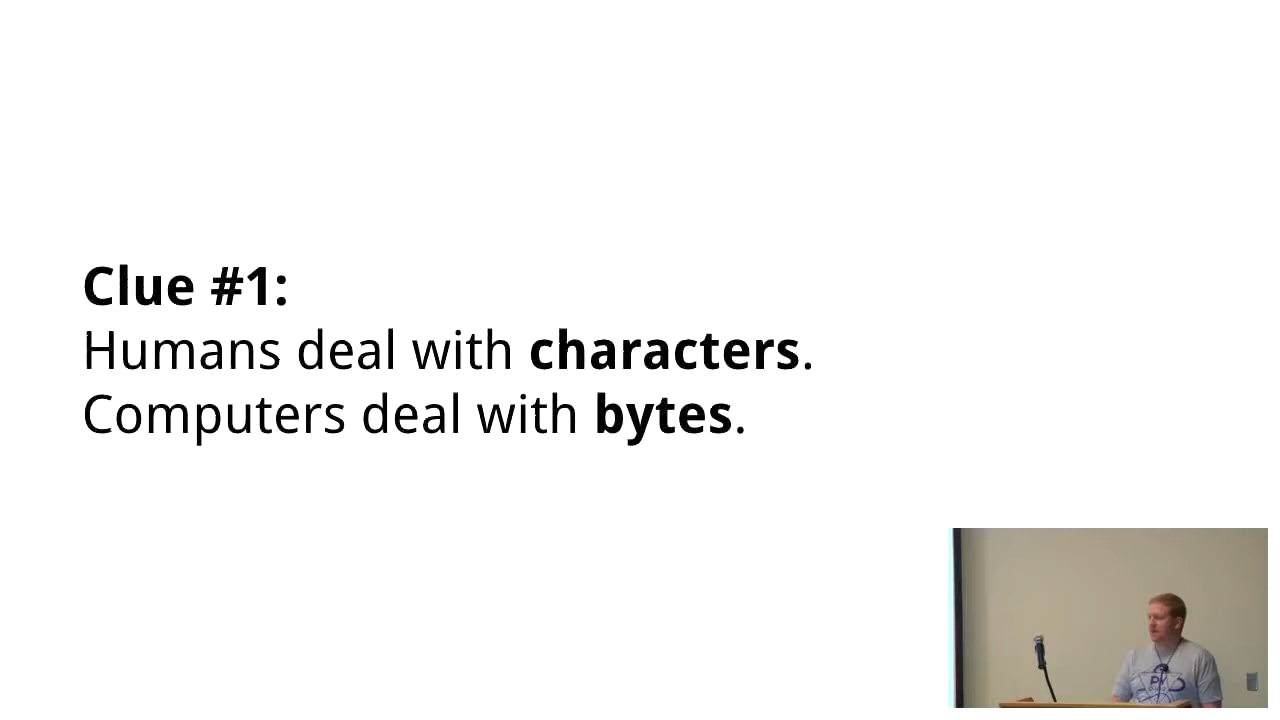 Clue #1:
Humans deal with characters.
Computers deal with bytes.